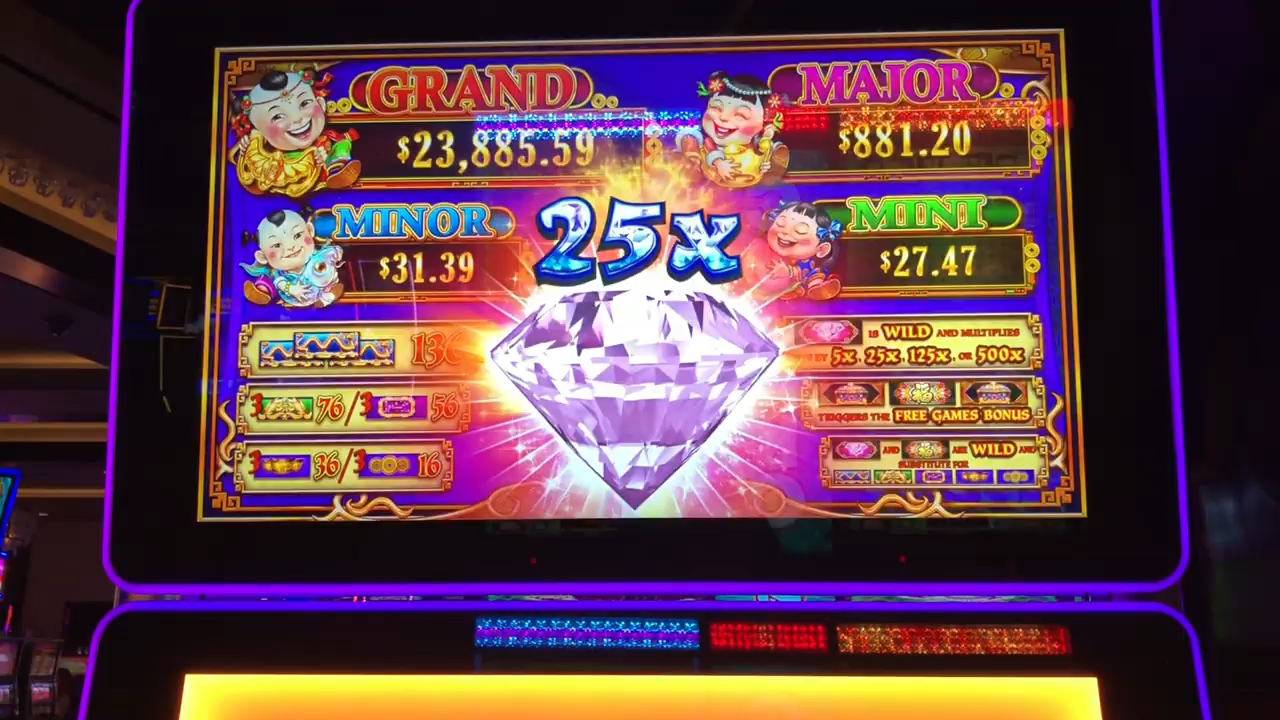 GRAND
$23,885.59
MAJOR
$881.20
MINOR
$31.39
25x
MINI
$27.47
136
3 76/3 56
3 36/3 16
IS WILD AND MULTIPLIES
BY 5x, 25x, 125x, OR 500x
TRIGGERS THE FREE GAMES BONUS
AND ARE WILD AND
SUBSTITUTE FOR